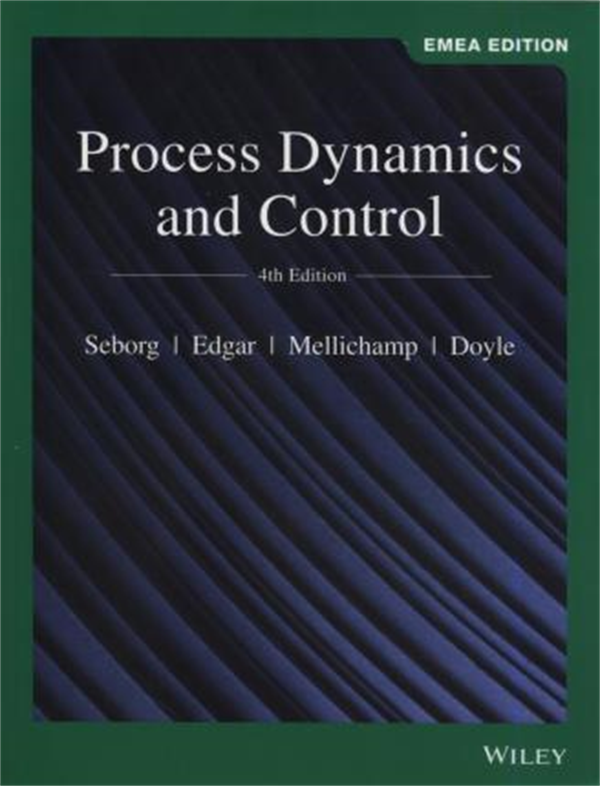 EMEA EDITION
Process Dynamics
and Control
4th Edition
Seborg | Edgar | Mellichamp | Doyle
WILEY